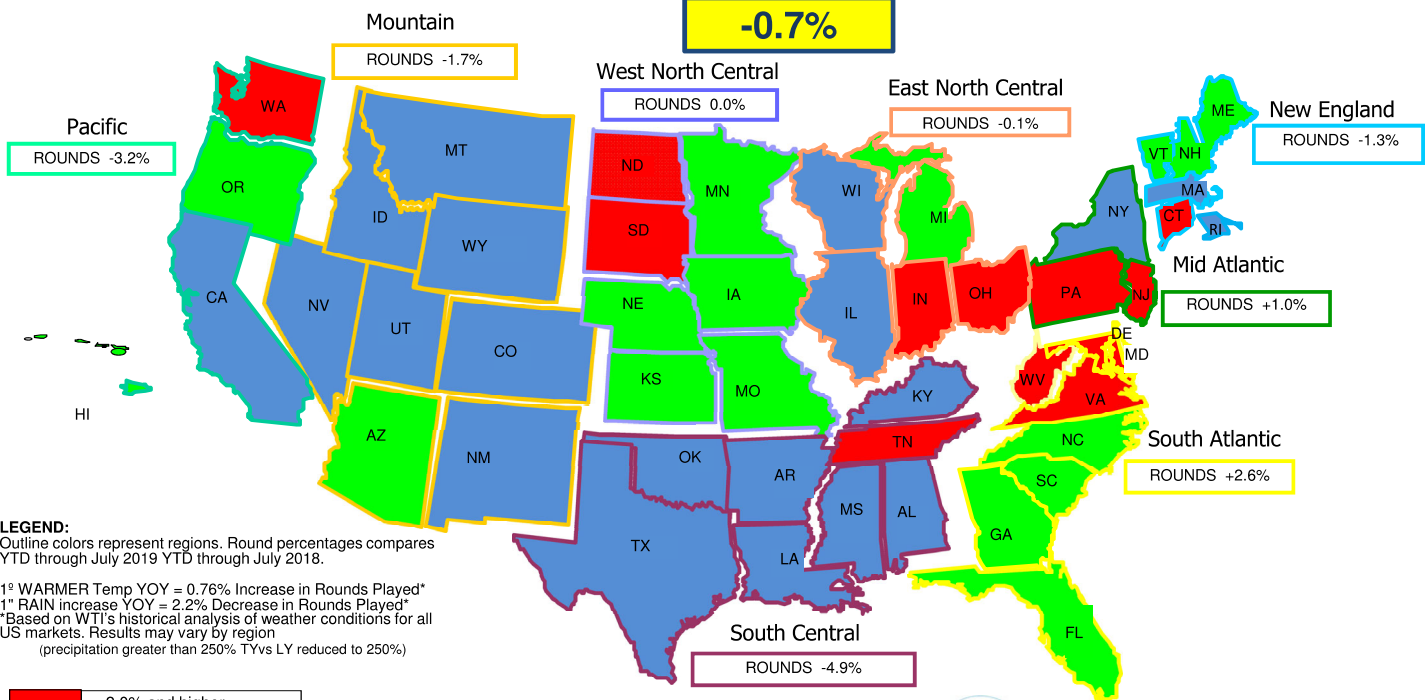 -0.7%
Mountain
ROUNDS -1.7%
West North Central
ROUNDS 0.0%
East North Central
ROUNDS -0.1%
New England
ROUNDS -1.3%
Pacific
ROUNDS -3.2%
WA
OR
CA
HI
MT
ID
WY
NV
UT
CO
AZ
NM
ND
SD
NE
KS
MN
IA
MO
WI
MI
IL
IN
OH
ME
VT
NH
MA
CT
RI
NY
PA
NJ
Mid Atlantic
ROUNDS +1.0%
DE
MD
WV
VA
NC
SC
GA
FL
South Atlantic
ROUNDS +2.6%
KY
TN
OK
AR
TX
LA
MS
AL
South Central
ROUNDS -4.9%
LEGEND:
Outline colors represent regions. Round percentages compares
YTD through July 2019 YTD through July 2018.
1º WARMER Temp YOY = 0.76% Increase in Rounds Played*
1" RAIN increase YOY = 2.2% Decrease in Rounds Played*
*Based on WTI's historical analysis of weather conditions for all
US markets. Results may vary by region
(precipitation greater than 250% TYvs LY reduced to 250%)
and higher